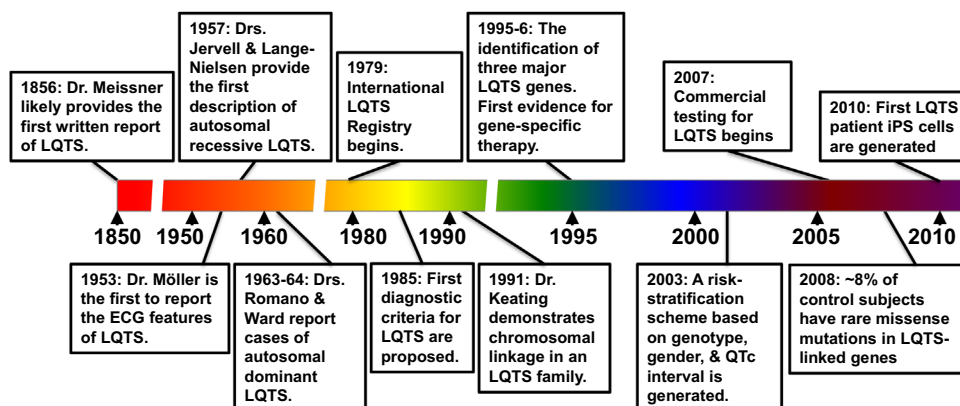 1856: Dr. Meissner
likely provides the
first written report
of LQTS.
1957: Drs.
Jervell & Lange-
Nielsen provide
the first
description of
autosomal
recessive LQTS.
1979:
International
LQTS
Registry
begins.
1995-6: The
identification of
three major
LQTS genes.
First evidence for
gene-specific
therapy.
2007:
Commercial
testing for
LQTS begins
2010: First LQTS
patient iPS cells
are generated
1850
1950
1960
1980
1990
1995
2000
2005
2010
1953: Dr. Möller is
the first to report
the ECG features
of LQTS.
1963-64: Drs.
Romano &
Ward report
cases of
autosomal
dominant
LQTS.
1985: First
diagnostic
criteria for
LQTS are
proposed.
1991: Dr.
Keating
demonstrates
chromosomal
linkage in an
LQTS family.
2003: A risk-
stratification
scheme based
on genotype,
gender, & QTc
interval is
generated.
2008: ~8% of
control subjects
have rare missense
mutations in LQTS-
linked genes